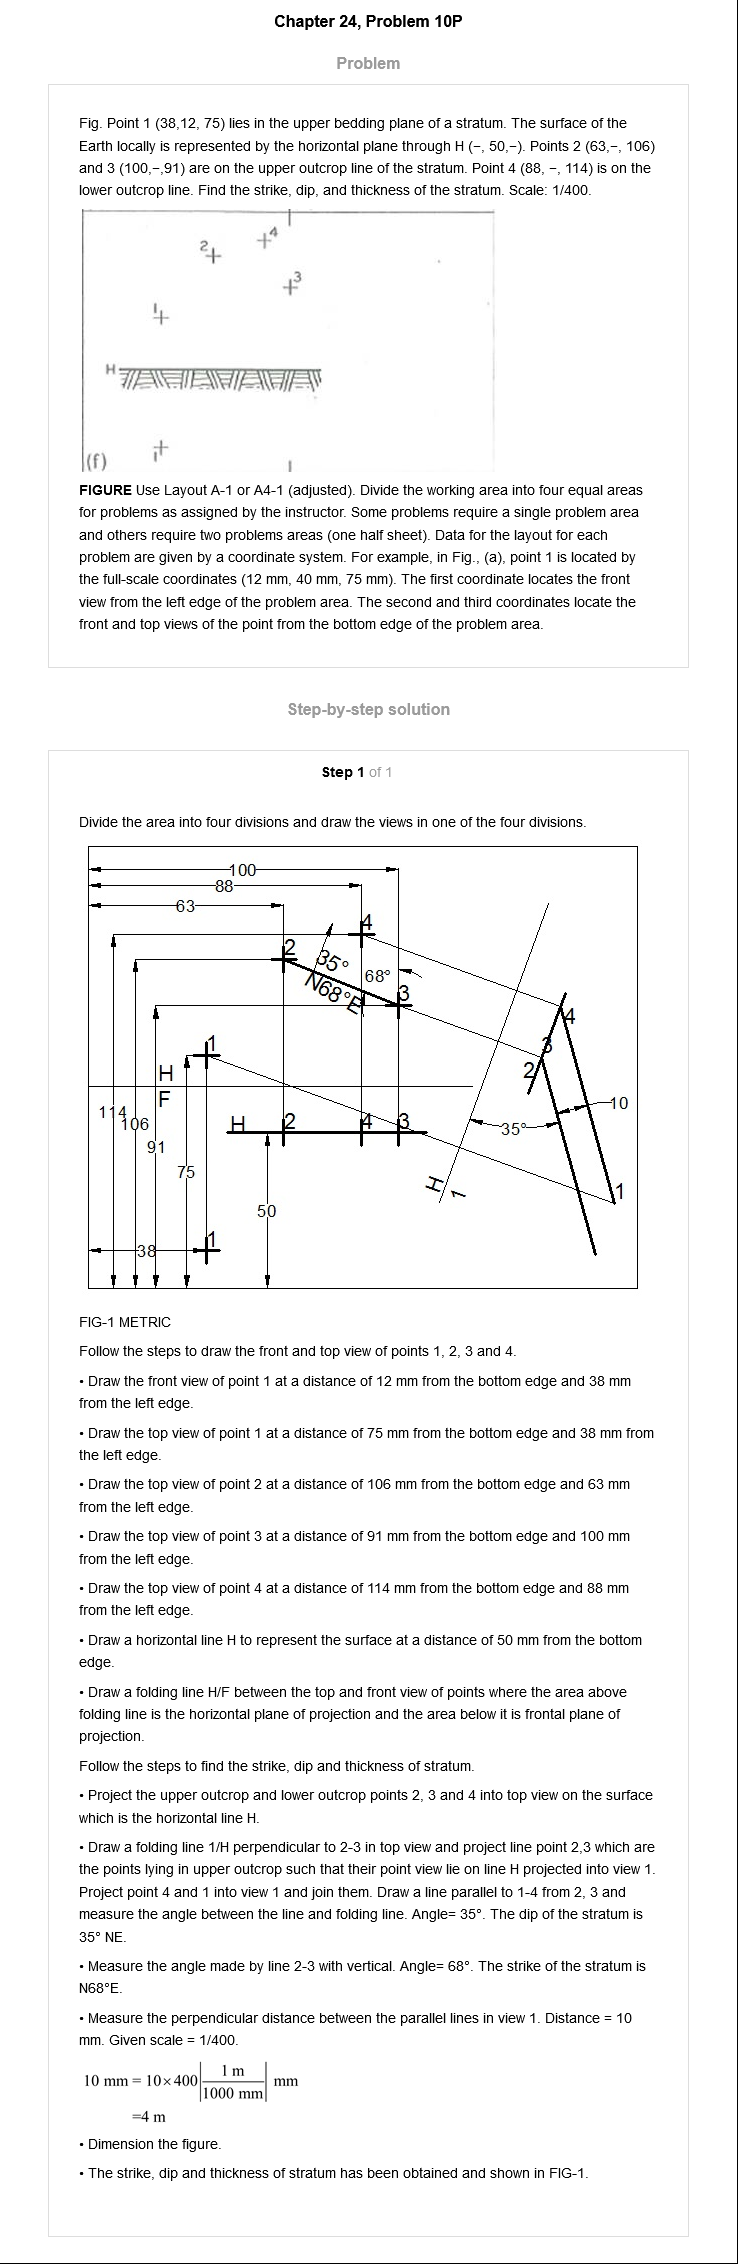 Chapter 24, Problem 10P
Problem
Fig. Point 1 (38,12, 75) lies in the upper bedding plane of a stratum. The surface of the
Earth locally is represented by the horizontal plane through H (−, 50,−). Points 2 (63,−, 106)
and 3 (100,−,91) are on the upper outcrop line of the stratum. Point 4 (88, −, 114) is on the
lower outcrop line. Find the strike, dip, and thickness of the stratum. Scale: 1/400.
2
4
3
1
H
1
(f)
FIGURE Use Layout A-1 or A4-1 (adjusted). Divide the working area into four equal areas
for problems as assigned by the instructor. Some problems require a single problem area
and others require two problems areas (one half sheet). Data for the layout for each
problem are given by a coordinate system. For example, in Fig., (a), point 1 is located by
the full-scale coordinates (12 mm, 40 mm, 75 mm). The first coordinate locates the front
view from the left edge of the problem area. The second and third coordinates locate the
front and top views of the point from the bottom edge of the problem area.
Step-by-step solution
Step 1 of 1
Divide the area into four divisions and draw the views in one of the four divisions.
100
88
63
4
2
35°
68°
N68°E
3
4
1
3
H
2
F
10
114
106
H 2 4 3
35°
91
75
H
1
1
50
1
38
FIG-1 METRIC
Follow the steps to draw the front and top view of points 1, 2, 3 and 4.
• Draw the front view of point 1 at a distance of 12 mm from the bottom edge and 38 mm
from the left edge.
• Draw the top view of point 1 at a distance of 75 mm from the bottom edge and 38 mm from
the left edge.
• Draw the top view of point 2 at a distance of 106 mm from the bottom edge and 63 mm
from the left edge.
• Draw the top view of point 3 at a distance of 91 mm from the bottom edge and 100 mm
from the left edge.
• Draw the top view of point 4 at a distance of 114 mm from the bottom edge and 88 mm
from the left edge.
• Draw a horizontal line H to represent the surface at a distance of 50 mm from the bottom
edge.
• Draw a folding line H/F between the top and front view of points where the area above
folding line is the horizontal plane of projection and the area below it is frontal plane of
projection.
Follow the steps to find the strike, dip and thickness of stratum.
• Project the upper outcrop and lower outcrop points 2, 3 and 4 into top view on the surface
which is the horizontal line H.
• Draw a folding line 1/H perpendicular to 2-3 in top view and project line point 2,3 which are
the points lying in upper outcrop such that their point view lie on line H projected into view 1.
Project point 4 and 1 into view 1 and join them. Draw a line parallel to 1-4 from 2, 3 and
measure the angle between the line and folding line. Angle= 35°. The dip of the stratum is
35° NE.
• Measure the angle made by line 2-3 with vertical. Angle= 68°. The strike of the stratum is
N68°E.
• Measure the perpendicular distance between the parallel lines in view 1. Distance = 10
mm. Given scale = 1/400.
10 mm = 10×400|1 m / 1000 mm| mm
=4 m
• Dimension the figure.
• The strike, dip and thickness of stratum has been obtained and shown in FIG-1.